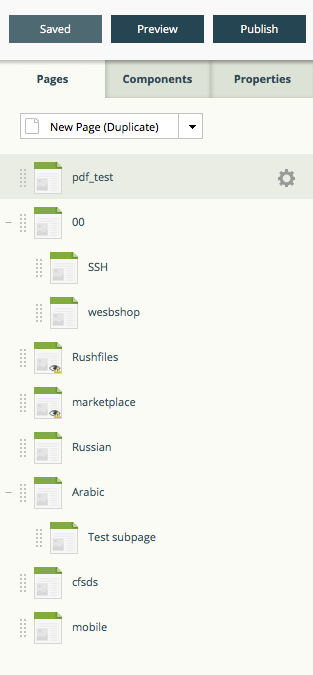 Saved
Preview
Publish
Pages
Components
Properties
New Page (Duplicate)
pdf_test
00
SSH
wesbshop
Rushfiles
marketplace
Russian
Arabic
Test subpage
cfsds
mobile